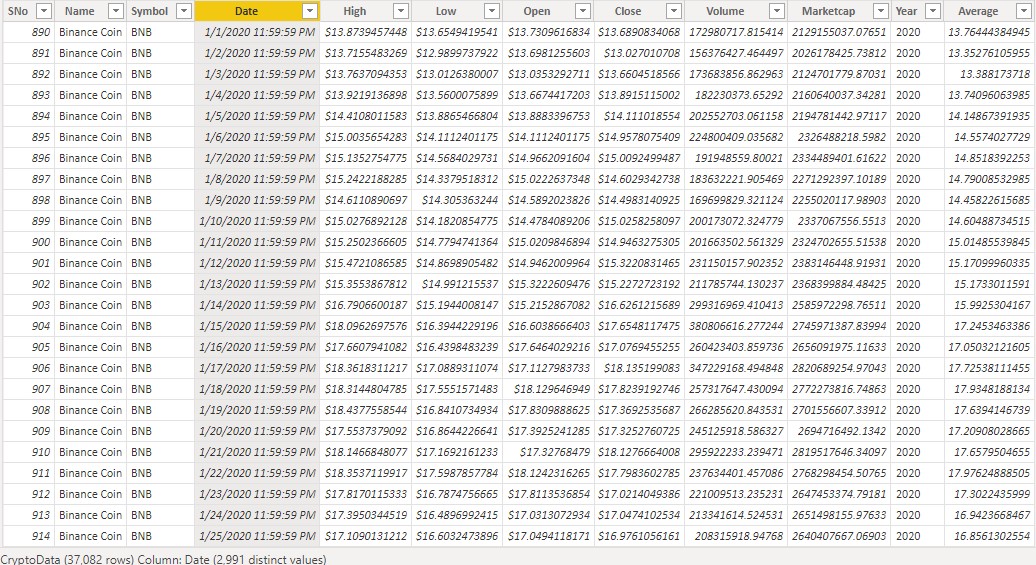 SNo Name Symbol Date High Low Open Close Volume Marketcap Year Average
890 Binance Coin BNB 1/1/2020 11:59:59 PM $13.8739457448 $13.6549419541 $13.7309616834 $13.6890834068 172980717.815414 2129155037.07651 2020 13.76444384945
891 Binance Coin BNB 1/2/2020 11:59:59 PM $13.7155483269 $12.9899737922 $13.6981255603 $13.027010708 156376427.464497 2026178425.73812 2020 13.35276105955
892 Binance Coin BNB 1/3/2020 11:59:59 PM $13.7637094353 $13.0126380007 $13.0353292711 $13.6604518566 173683856.862963 2124701779.87031 2020 13.388173718
893 Binance Coin BNB 1/4/2020 11:59:59 PM $13.9219136898 $13.5600075899 $13.6674417203 $13.8915115002 182230373.65292 2160640037.34281 2020 13.74096063985
894 Binance Coin BNB 1/5/2020 11:59:59 PM $14.4108011583 $13.8865466804 $13.8883396753 $14.111018554 202552703.061158 2194781442.97117 2020 14.14867391935
895 Binance Coin BNB 1/6/2020 11:59:59 PM $15.0035654283 $14.1112401175 $14.1112401175 $14.9578075409 224800409.035682 2326488218.5982 2020 14.5574027729
896 Binance Coin BNB 1/7/2020 11:59:59 PM $15.1352754775 $14.5684029731 $14.9662091604 $15.0092499487 191948559.80021 2334489401.61622 2020 14.8518392253
897 Binance Coin BNB 1/8/2020 11:59:59 PM $15.2422188285 $14.3379518312 $15.0222637348 $14.6029342738 183632221.905469 2271292397.10189 2020 14.79008532985
898 Binance Coin BNB 1/9/2020 11:59:59 PM $14.6110890697 $14.305363244 $14.5892023826 $14.4983140925 169699829.321124 2255020117.98903 2020 14.45822615685
899 Binance Coin BNB 1/10/2020 11:59:59 PM $15.0276892128 $14.1820854775 $14.4784089206 $15.0258258097 200173072.324779 2337067556.5513 2020 14.60488734515
900 Binance Coin BNB 1/11/2020 11:59:59 PM $15.2502366605 $14.7794741364 $15.0209846894 $14.9463275305 201663502.561329 2324702655.51538 2020 15.01485539845
901 Binance Coin BNB 1/12/2020 11:59:59 PM $15.4721086585 $14.8698905482 $14.9462009964 $15.3220831465 231150157.902352 2383146448.91931 2020 15.17099960335
902 Binance Coin BNB 1/13/2020 11:59:59 PM $15.3553867812 $14.991215537 $15.3222609476 $15.2272723192 211785744.130237 2368399884.48425 2020 15.1733011591
903 Binance Coin BNB 1/14/2020 11:59:59 PM $16.7906600187 $15.1944008147 $15.2152867082 $16.6261215689 299316969.410413 2585972298.76511 2020 15.9925304167
904 Binance Coin BNB 1/15/2020 11:59:59 PM $18.0962697576 $16.3944229196 $16.6038666403 $17.6548117475 380806616.277244 2745971387.83994 2020 17.2453463386
905 Binance Coin BNB 1/16/2020 11:59:59 PM $17.6607941082 $16.4398483239 $17.6464029216 $17.0769455255 260423403.859736 2656091975.11633 2020 17.05032121605
906 Binance Coin BNB 1/17/2020 11:59:59 PM $18.3618311217 $17.0889311074 $17.1127983733 $18.135199083 347229168.494848 2820689254.97043 2020 17.72538111455
907 Binance Coin BNB 1/18/2020 11:59:59 PM $18.3144804785 $17.5551571483 $18.129646949 $17.8239192746 257317647.430094 2772273816.74863 2020 17.9348188134
908 Binance Coin BNB 1/19/2020 11:59:59 PM $18.4377558544 $16.8410734934 $17.8309888625 $17.3692535687 266285620.843531 2701556607.33912 2020 17.6394146739
909 Binance Coin BNB 1/20/2020 11:59:59 PM $17.5537379092 $16.8644226641 $17.3925241285 $17.3252760725 245125918.586327 2694716492.1342 2020 17.20908028665
910 Binance Coin BNB 1/21/2020 11:59:59 PM $18.1466848077 $17.1692161233 $17.32768479 $18.1276664008 295922233.239471 2819517646.34097 2020 17.6579504655
911 Binance Coin BNB 1/22/2020 11:59:59 PM $18.3537119917 $17.5987857784 $18.1242316265 $17.7983602785 237634401.457086 2768298454.50765 2020 17.97624888505
912 Binance Coin BNB 1/23/2020 11:59:59 PM $17.8170115333 $16.7874756665 $17.8113536854 $17.0214049386 221009513.235231 2647453374.79181 2020 17.3022435999
913 Binance Coin BNB 1/24/2020 11:59:59 PM $17.3950344519 $16.4896992415 $17.0313072934 $17.0474102534 213341614.524531 2651498155.97633 2020 16.9423668467
914 Binance Coin BNB 1/25/2020 11:59:59 PM $17.1090131212 $16.6032473896 $17.0494118171 $16.9761056161 208315918.94768 2640407667.06903 2020 16.8561302554
CryptoData (37,082 rows) Column: Date (2,991 distinct values)